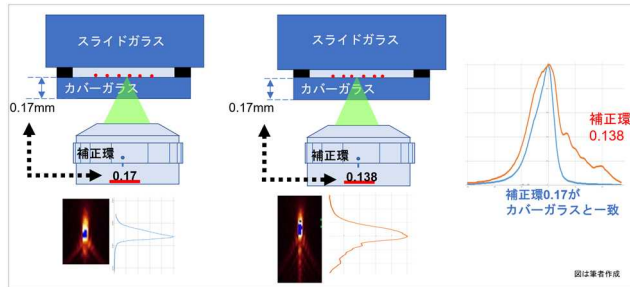 スライドガラス
カバーガラス
0.17mm
補正環
0.17
スライドガラス
カバーガラス
0.17mm
補正環
0.138
補正環
0.138
補正環0.17が
カバーガラスと一致
図は筆者作成